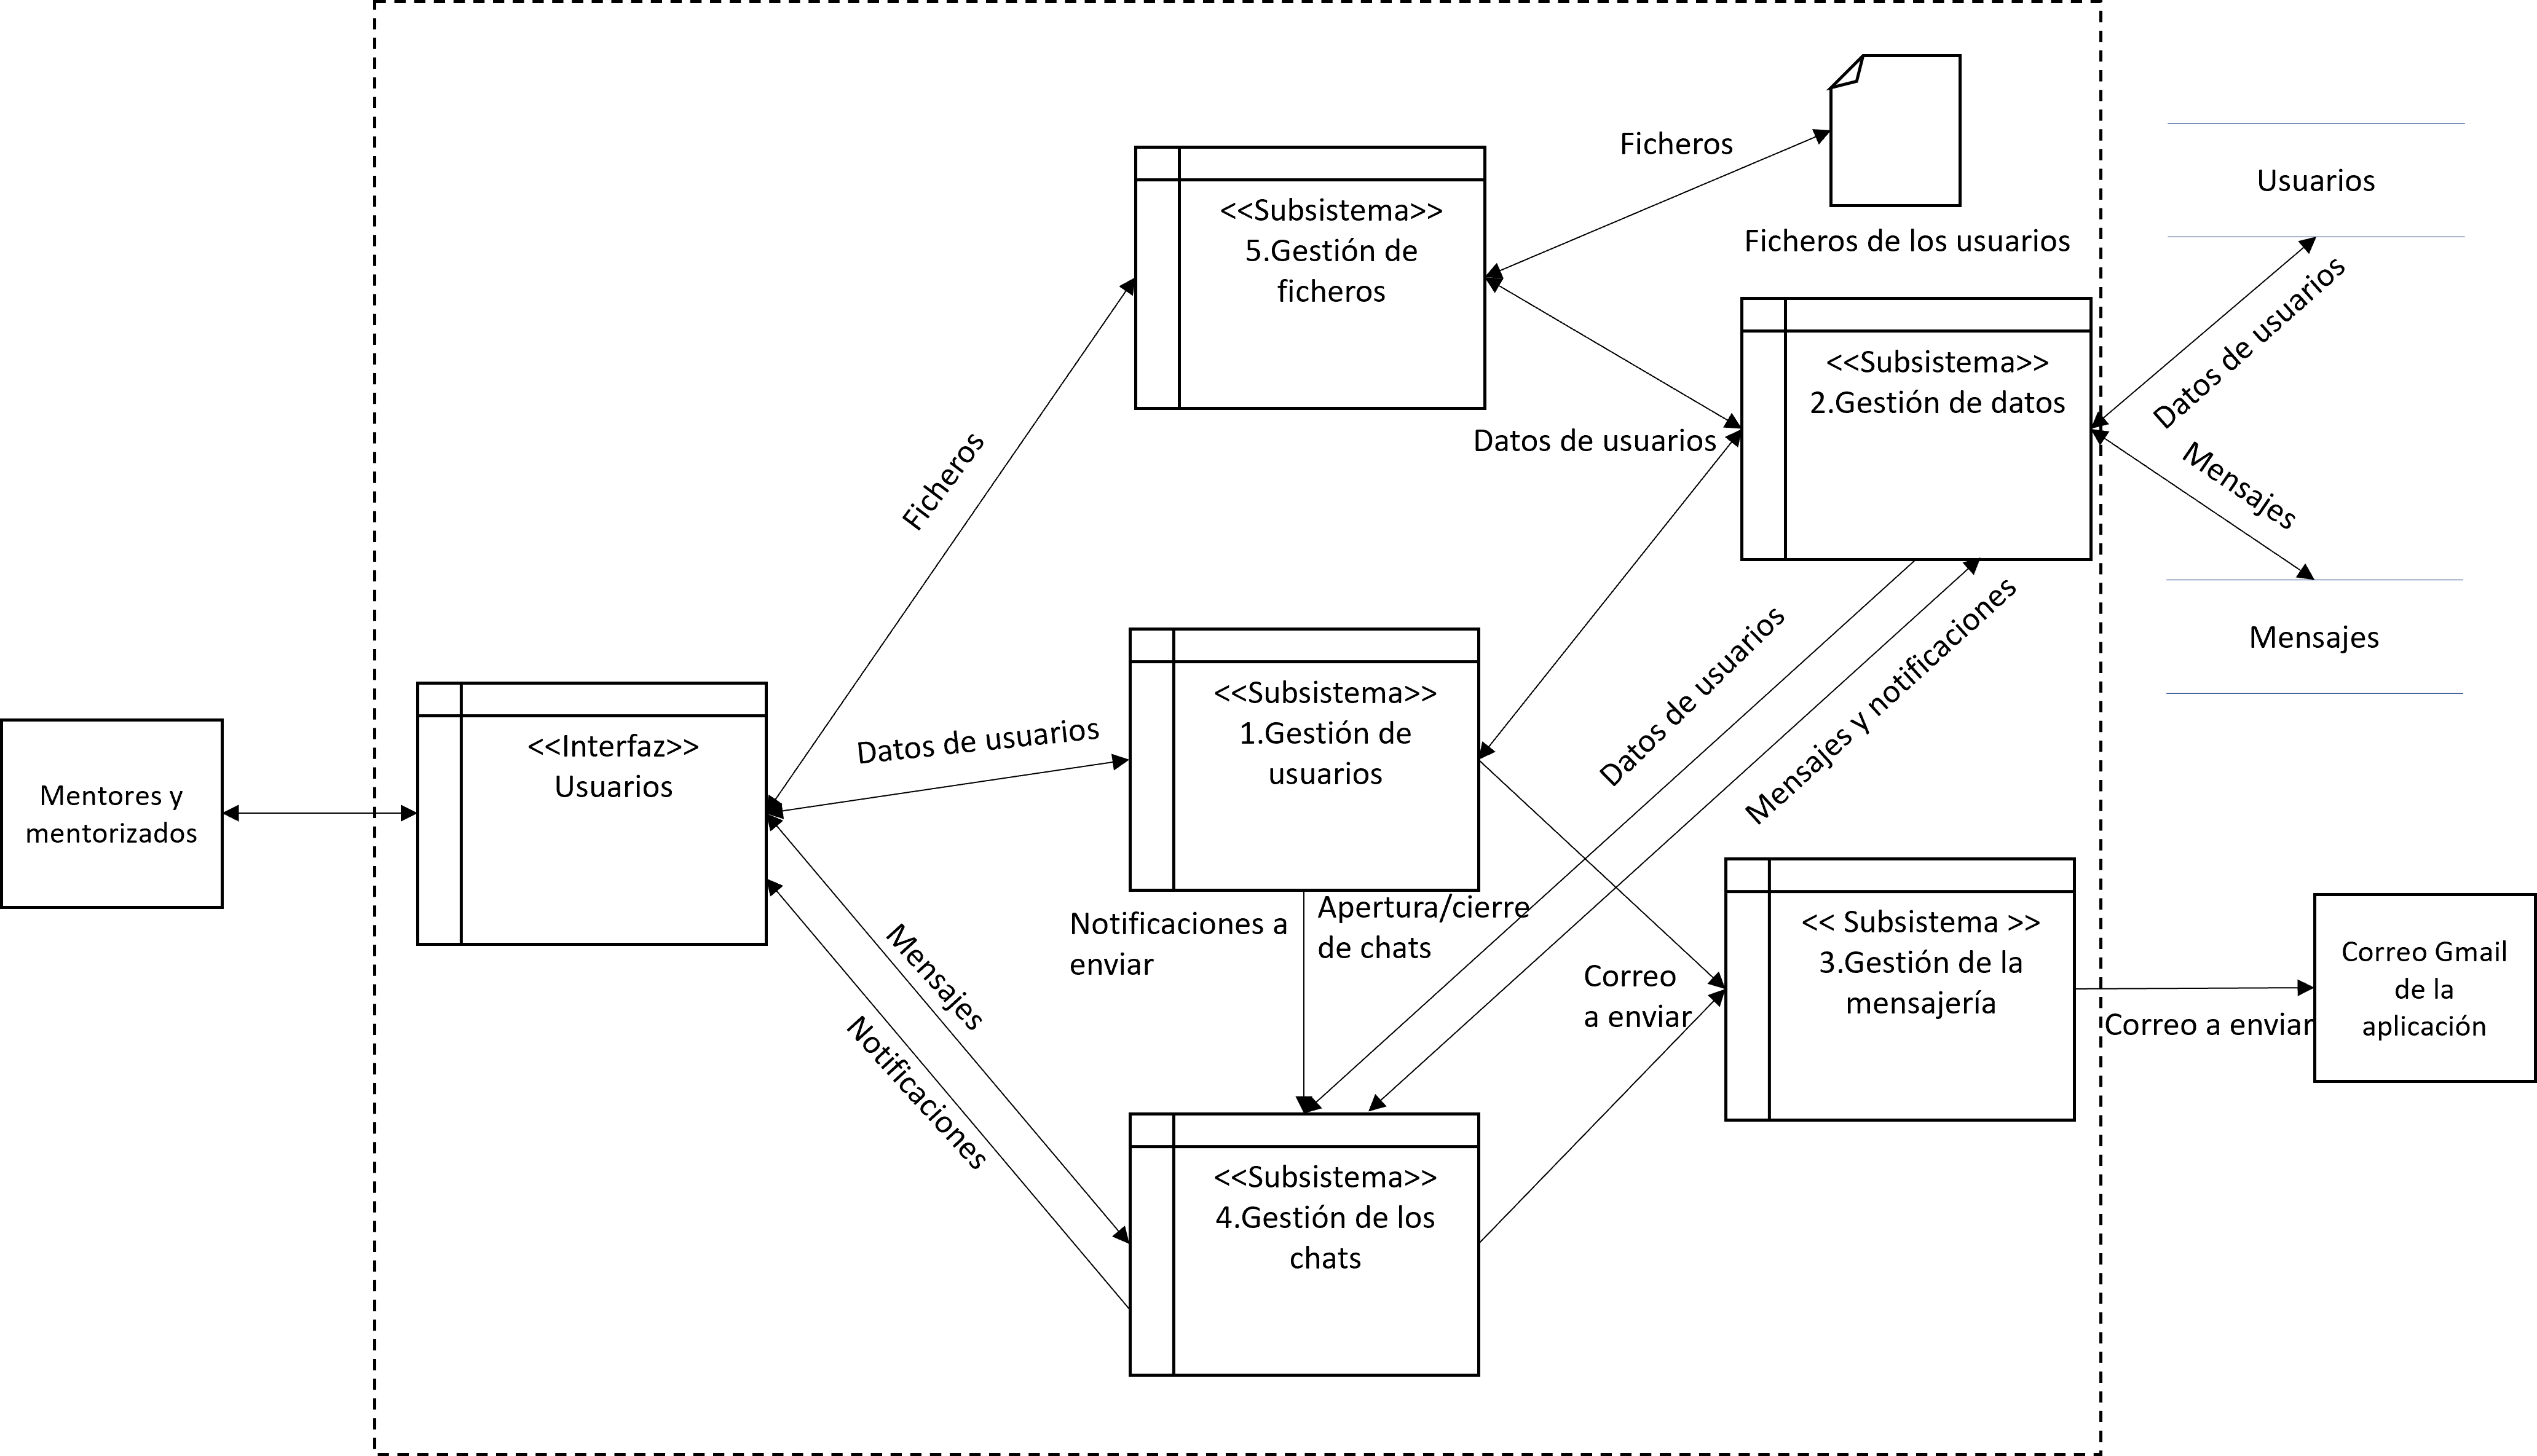 Ficheros
Usuarios
<<Subsistema>>
5.Gestión de
ficheros
Ficheros de los usuarios
Datos de usuarios
<<Subsistema>>
2.Gestión de datos
Datos de usuarios
Ficheros
Mensajes
Mensajes
Datos de usuarios
Mensajes y notificaciones
<<Subsistema>>
1.Gestión de
usuarios
Datos de usuarios
<<Interfaz>>
Usuarios
Mentores y
mentorizados
Notificaciones a
enviar
Apertura/cierre
de chats
Mensajes
Notificaciones
Correo
a enviar
<< Subsistema >>
3.Gestión de la
mensajería
Correo a enviar
Correo Gmail
de la
aplicación
<<Subsistema>>
4.Gestión de los
chats